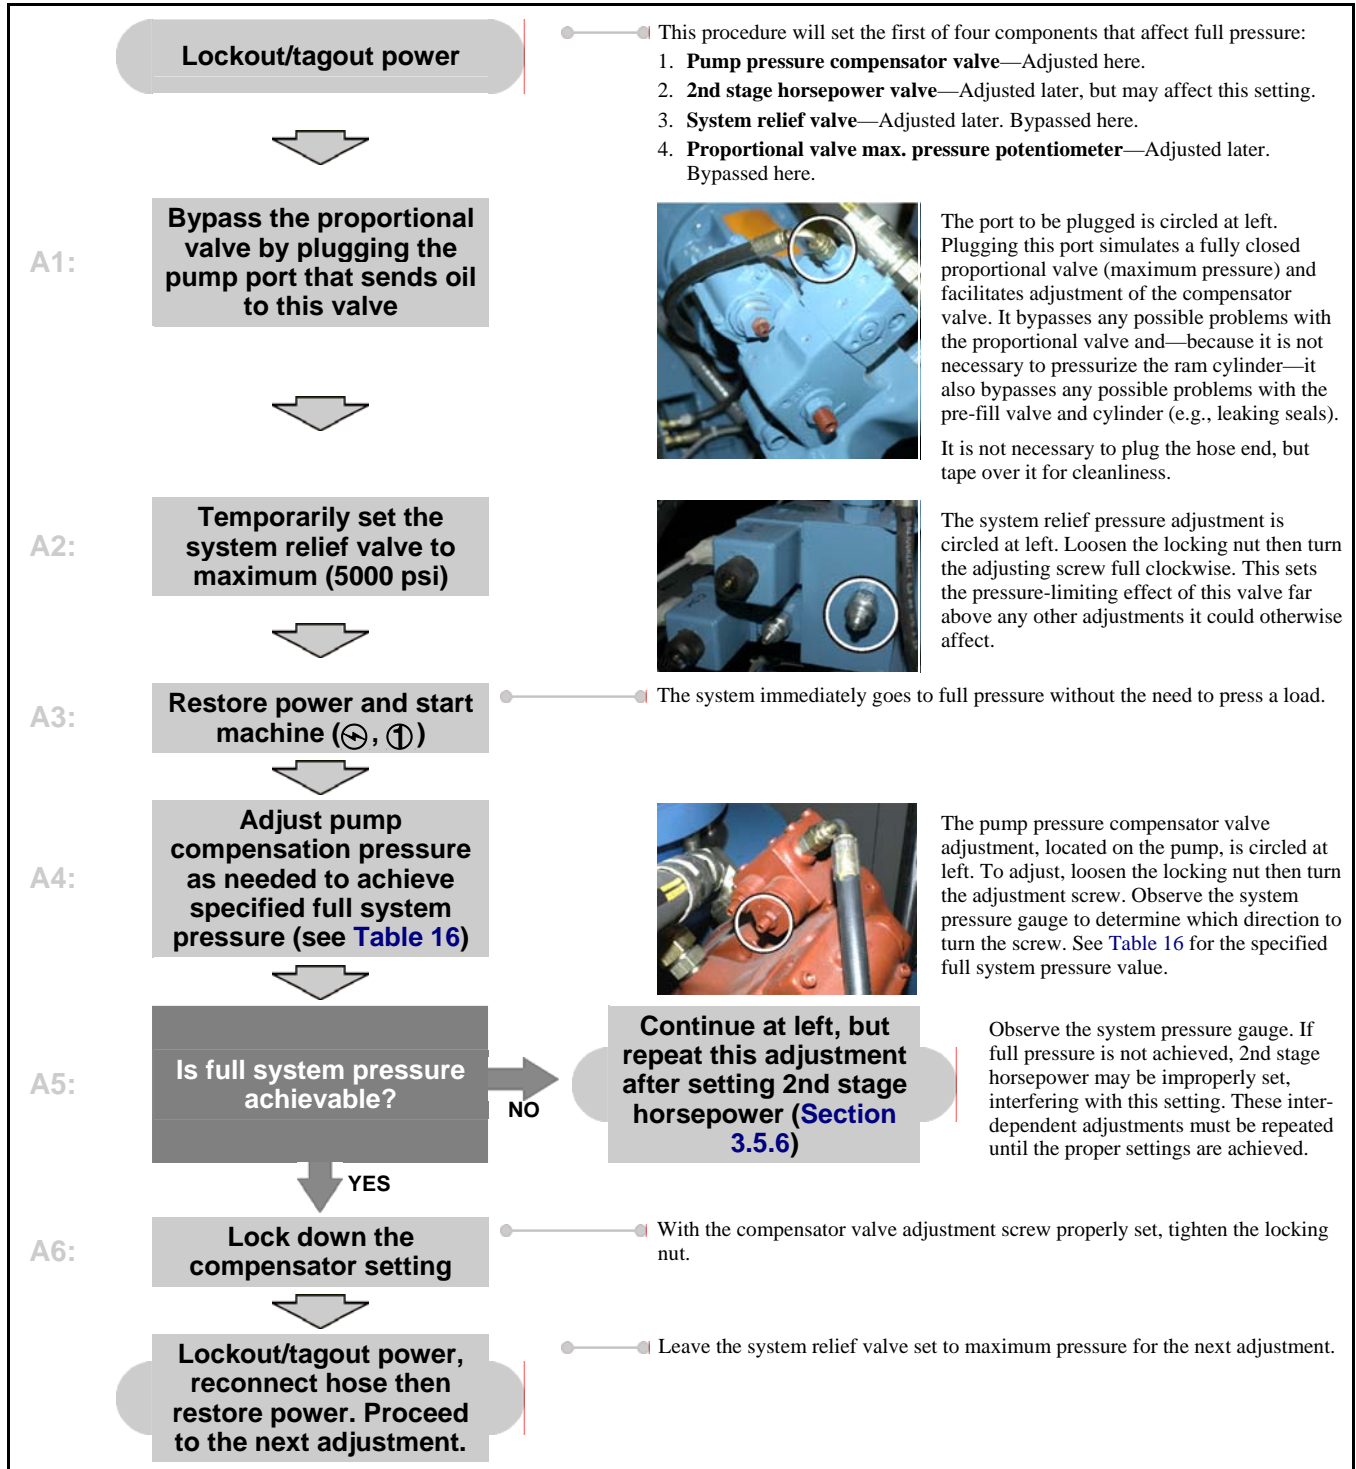 Lockout/tagout power
This procedure will set the first of four components that affect full pressure:
1. Pump pressure compensator valve—Adjusted here.
2. 2nd stage horsepower valve—Adjusted later, but may affect this setting.
3. System relief valve—Adjusted later. Bypassed here.
4. Proportional valve max. pressure potentiometer—Adjusted later.
Bypassed here.
A1:
Bypass the proportional
valve by plugging the
pump port that sends oil
to this valve
The port to be plugged is circled at left.
Plugging this port simulates a fully closed
proportional valve (maximum pressure) and
facilitates adjustment of the compensator
valve. It bypasses any possible problems with
the proportional valve and—because it is not
necessary to pressurize the ram cylinder—it
also bypasses any possible problems with the
pre-fill valve and cylinder (e.g., leaking seals).
It is not necessary to plug the hose end, but
tape over it for cleanliness.
A2:
Temporarily set the
system relief valve to
maximum (5000 psi)
The system relief pressure adjustment is
circled at left. Loosen the locking nut then turn
the adjusting screw full clockwise. This sets
the pressure-limiting effect of this valve far
above any other adjustments it could otherwise
affect.
A3:
Restore power and start
machine (, ①)
The system immediately goes to full pressure without the need to press a load.
A4:
Adjust pump
compensation pressure
as needed to achieve
specified full system
pressure (see Table 16)
The pump pressure compensator valve
adjustment, located on the pump, is circled at
left. To adjust, loosen the locking nut then turn
the adjustment screw. Observe the system
pressure gauge to determine which direction to
turn the screw. See Table 16 for the specified
full system pressure value.
A5:
Is full system pressure
achievable?
NO
Continue at left, but
repeat this adjustment
after setting 2nd stage
horsepower (Section
3.5.6)
Observe the system pressure gauge. If
full pressure is not achieved, 2nd stage
horsepower may be improperly set,
interfering with this setting. These inter-
dependent adjustments must be repeated
until the proper settings are achieved.
YES
A6:
Lock down the
compensator setting
With the compensator valve adjustment screw properly set, tighten the locking
nut.
Lockout/tagout power,
reconnect hose then
restore power. Proceed
to the next adjustment.
Leave the system relief valve set to maximum pressure for the next adjustment.